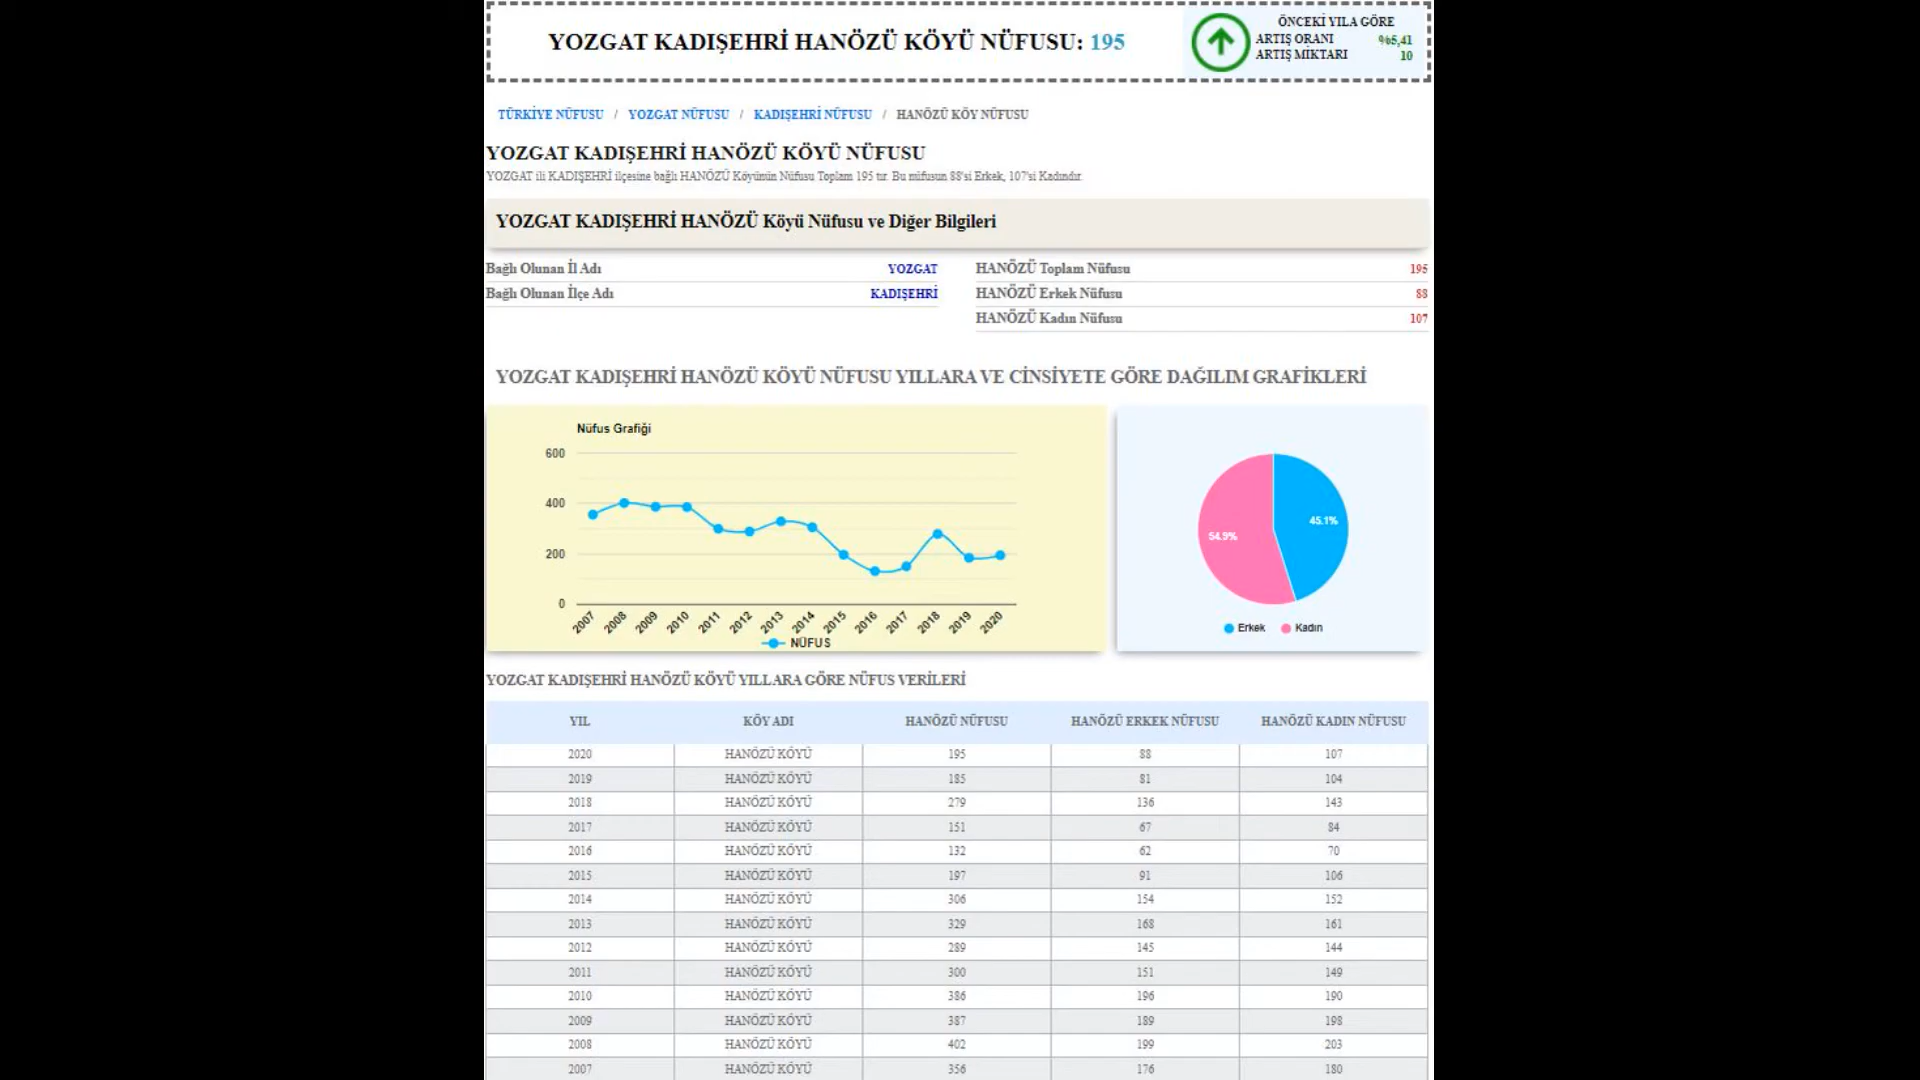 YOZGAT KADIŞEHRİ HANÖZÜ KÖYÜ NÜFUSU: 195
ÖNCEKİ YILA GÖRE
ARTIŞ ORANI %5,41
ARTIŞ MİKTARI 10
TÜRKİYE NÜFUSU / YOZGAT NÜFUSU / KADIŞEHRİ NÜFUSU / HANÖZÜ KÖY NÜFUSU
YOZGAT KADIŞEHRİ HANÖZÜ KÖYÜ NÜFUSU
YOZGAT ili KADIŞEHRİ ilçesine bağlı HANÖZÜ Köyünün Nüfusu Toplam 195 tir. Bu nüfusun 88'si Erkek, 107'si Kadındır.
YOZGAT KADIŞEHRİ HANÖZÜ Köyü Nüfusu ve Diğer Bilgileri
Bağlı Olunan İl Adı YOZGAT
Bağlı Olunan İlçe Adı KADIŞEHRİ
HANÖZÜ Toplam Nüfusu 195
HANÖZÜ Erkek Nüfusu 88
HANÖZÜ Kadın Nüfusu 107
YOZGAT KADIŞEHRİ HANÖZÜ KÖYÜ NÜFUSU YILLARA VE CİNSİYETE GÖRE DAĞILIM GRAFİKLERİ
Nüfus Grafiği
600
400
200
0
2007 2008 2009 2010 2011 2012 2013 2014 2015 2016 2017 2018 2019 2020
NÜFUS
45.1%
54.9%
Erkek Kadın
YOZGAT KADIŞEHRİ HANÖZÜ KÖYÜ YILLARA GÖRE NÜFUS VERİLERİ
YIL KÖY ADI HANÖZÜ NÜFUSU HANÖZÜ ERKEK NÜFUSU HANÖZÜ KADIN NÜFUSU
2020 HANÖZÜ KÖYÜ 195 88 107
2019 HANÖZÜ KÖYÜ 185 81 104
2018 HANÖZÜ KÖYÜ 279 136 143
2017 HANÖZÜ KÖYÜ 151 67 84
2016 HANÖZÜ KÖYÜ 132 62 70
2015 HANÖZÜ KÖYÜ 197 91 106
2014 HANÖZÜ KÖYÜ 306 154 152
2013 HANÖZÜ KÖYÜ 329 168 161
2012 HANÖZÜ KÖYÜ 289 145 144
2011 HANÖZÜ KÖYÜ 300 151 149
2010 HANÖZÜ KÖYÜ 386 196 190
2009 HANÖZÜ KÖYÜ 387 189 198
2008 HANÖZÜ KÖYÜ 402 199 203
2007 HANÖZÜ KÖYÜ 356 176 180